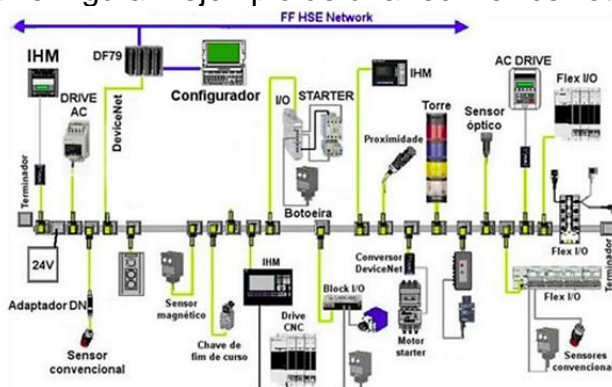 FF HSE Network
IHM
DF79
DRIVE
AC
DeviceNet
Configurador
I/O
STARTER
IHM
Proximidade
Torre
Sensor
óptico
AC DRIVE
Flex I/O
Terminador
Botoeira
24V
Adaptador DN
Sensor
convencional
Sensor
magnético
Chave de
fim de curso
IHM
Drive
CNC
Block I/O
Conversor
DeviceNet
Motor
starter
Flex I/O
Flex I/O
Terminador
Sensores